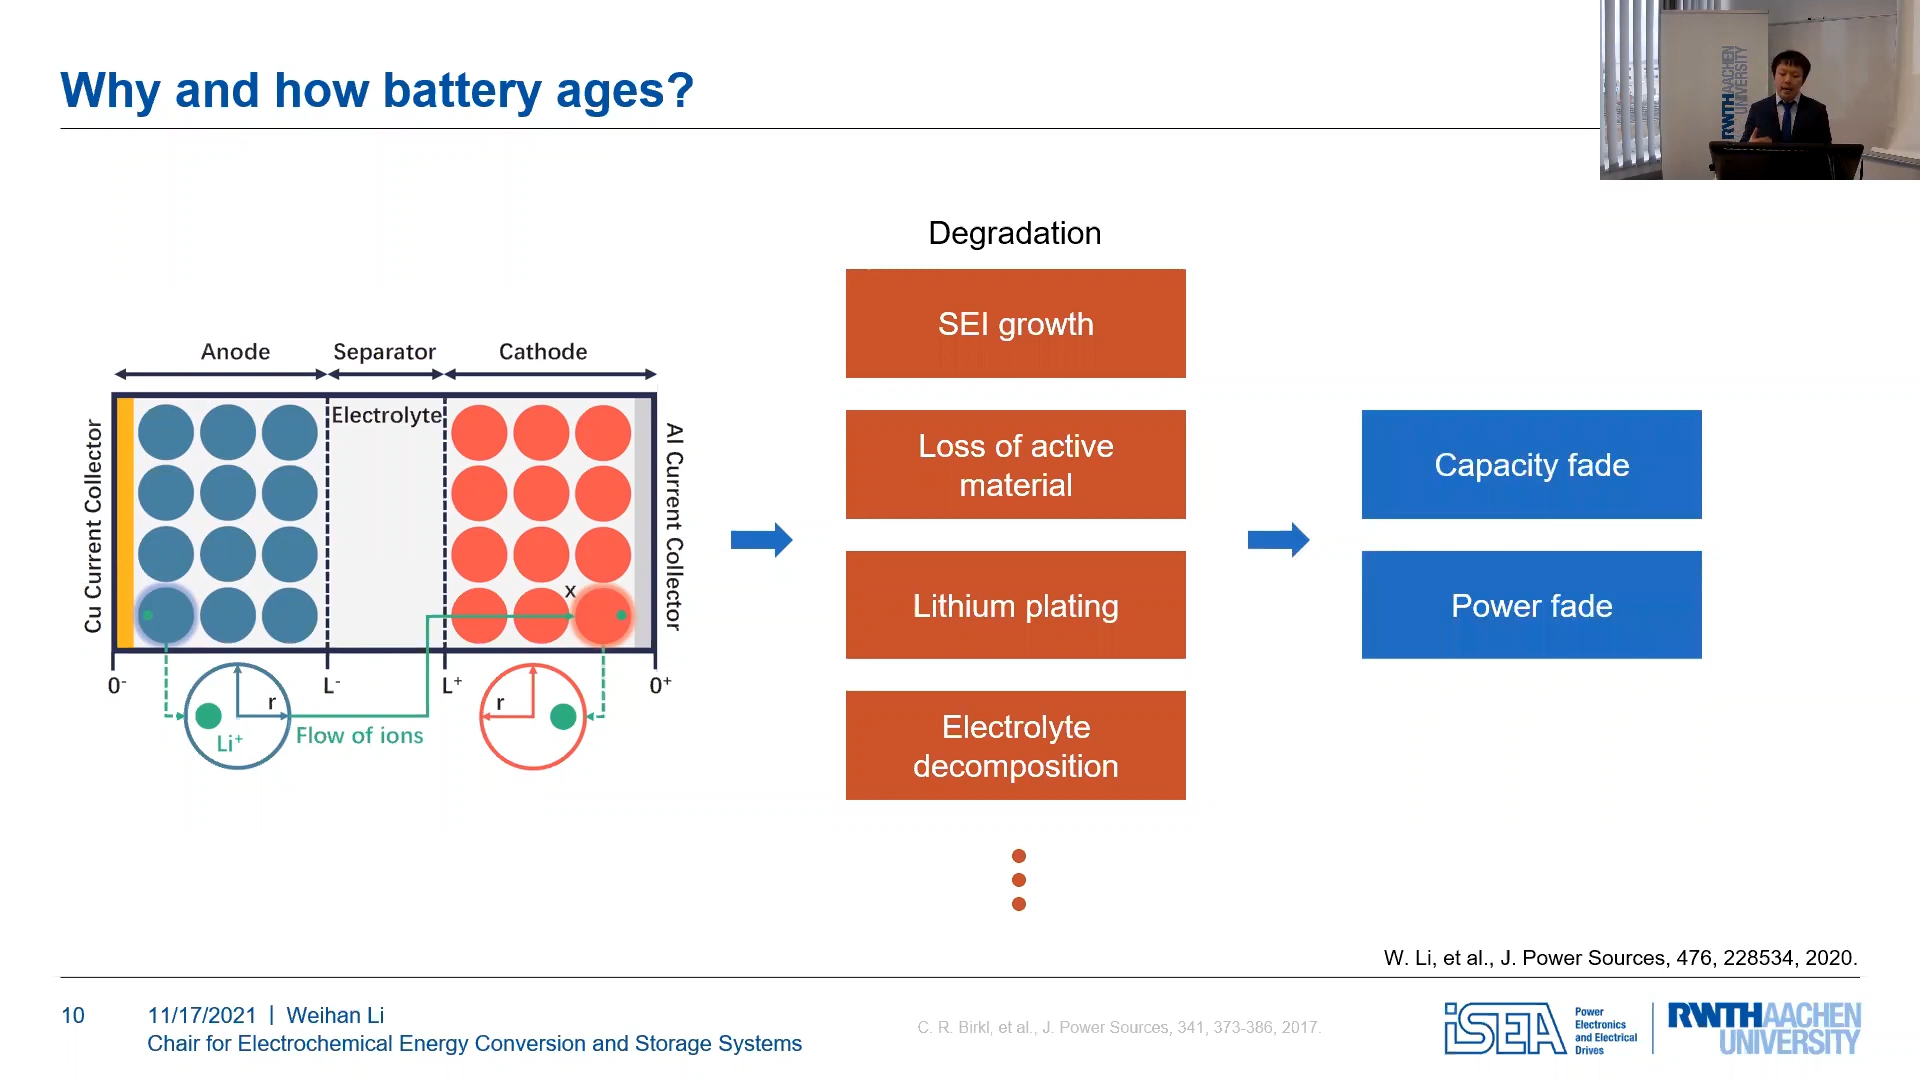 Why and how battery ages?
RWTHAACHEN
UNIVERSITY
Degradation
SEI growth
Loss of active
material
Lithium plating
Electrolyte
decomposition
Capacity fade
Power fade
Anode
Separator
Cathode
Electrolyte
Cu Current Collector
Al Current Collector
x
0-
L-
L+
0+
r
Li+
Flow of ions
r
W. Li, et al., J. Power Sources, 476, 228534, 2020.
10
11/17/2021 | Weihan Li
Chair for Electrochemical Energy Conversion and Storage Systems
C. R. Birkl, et al., J. Power Sources, 341, 373-386, 2017.
iSEA
Power
Electronics
and Electrical
Drives
RWTHAACHEN
UNIVERSITY